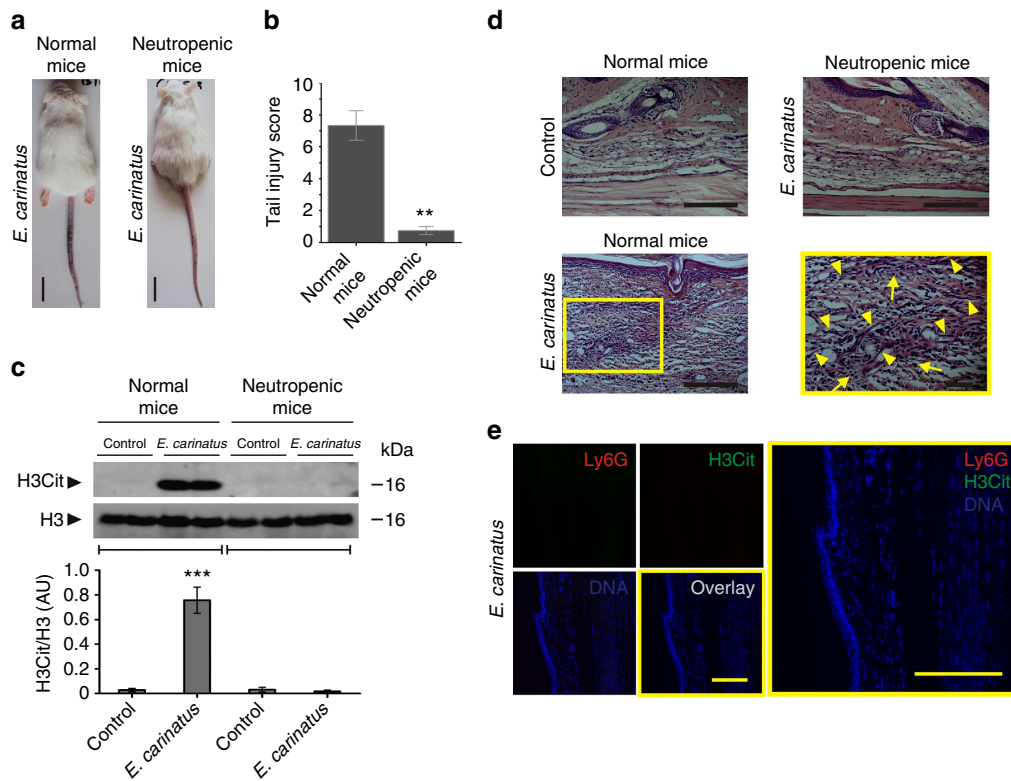 a
Normal
mice
Neutropenic
mice
E. carinatus
E. carinatus
b
Tail injury score
10
8
6
4
2
0
**
Normal
mice
Neutropenic
mice
c
Normal
mice
Neutropenic
mice
Control
E. carinatus
Control
E. carinatus
kDa
H3Cit
16
H3
16
H3Cit/H3 (AU)
1.0
0.8
0.6
0.4
0.2
0
***
Control
E. carinatus
Control
E. carinatus
d
Normal mice
Neutropenic mice
Control
E. carinatus
Normal mice
E. carinatus
e
E. carinatus
Ly6G
H3Cit
DNA
Overlay
Ly6G
H3Cit
DNA